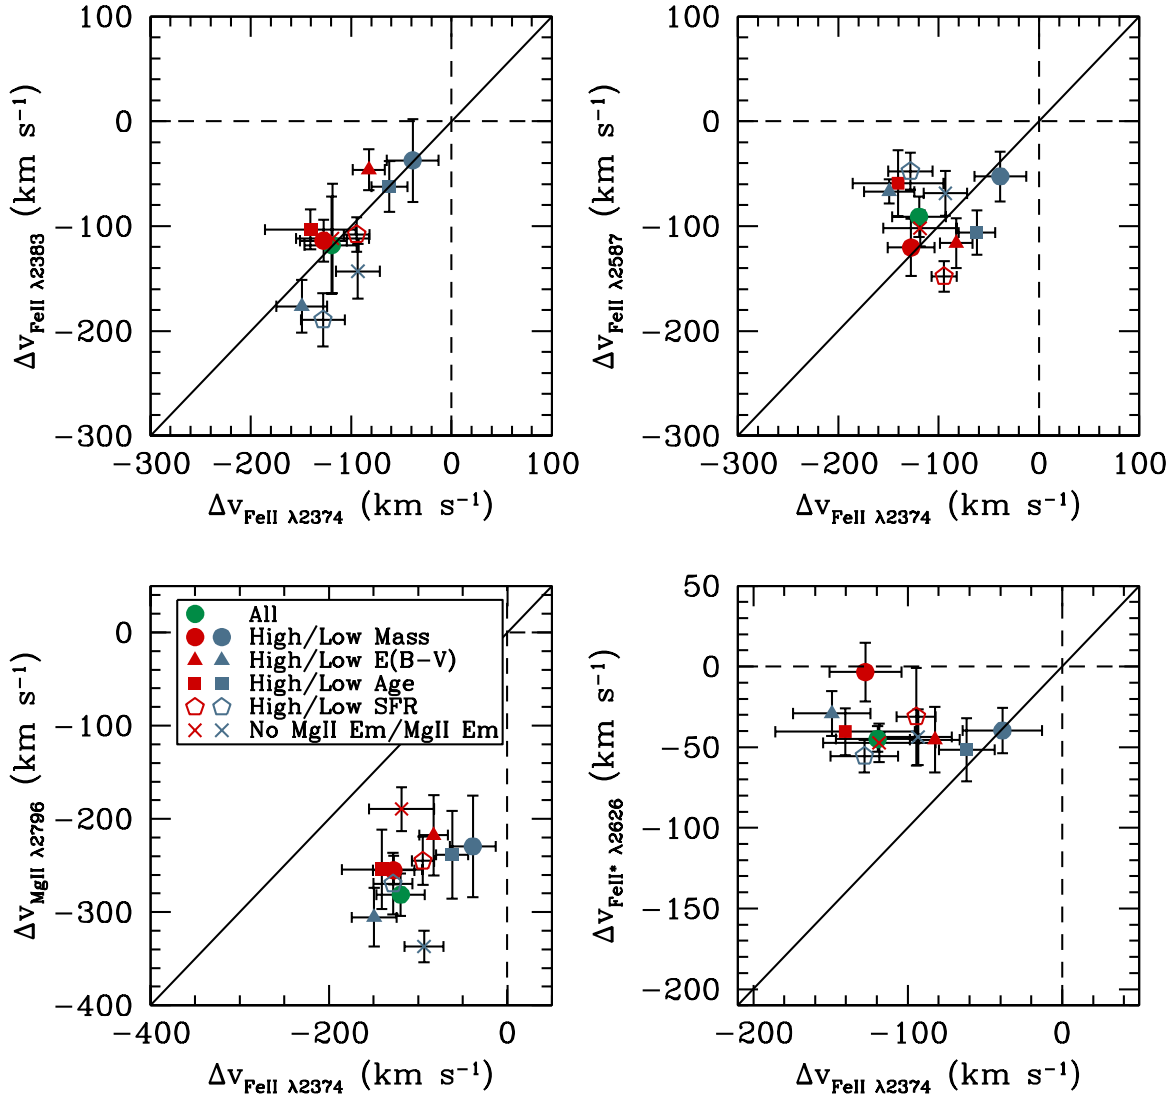 100
0
−100
−200
−300
−300 −200 −100 0 100
Δv_FeII λ2383 (km s⁻¹)
Δv_FeII λ2374 (km s⁻¹)
100
0
−100
−200
−300
−300 −200 −100 0 100
Δv_FeII λ2587 (km s⁻¹)
Δv_FeII λ2374 (km s⁻¹)
0
−100
−200
−300
−400
−400 −200 0
Δv_MgII λ2796 (km s⁻¹)
Δv_FeII λ2374 (km s⁻¹)
All
High/Low Mass
High/Low E(B−V)
High/Low Age
High/Low SFR
No MgII Em/MgII Em
50
0
−50
−100
−150
−200
−200 −100 0
Δv_FeII* λ2626 (km s⁻¹)
Δv_FeII λ2374 (km s⁻¹)